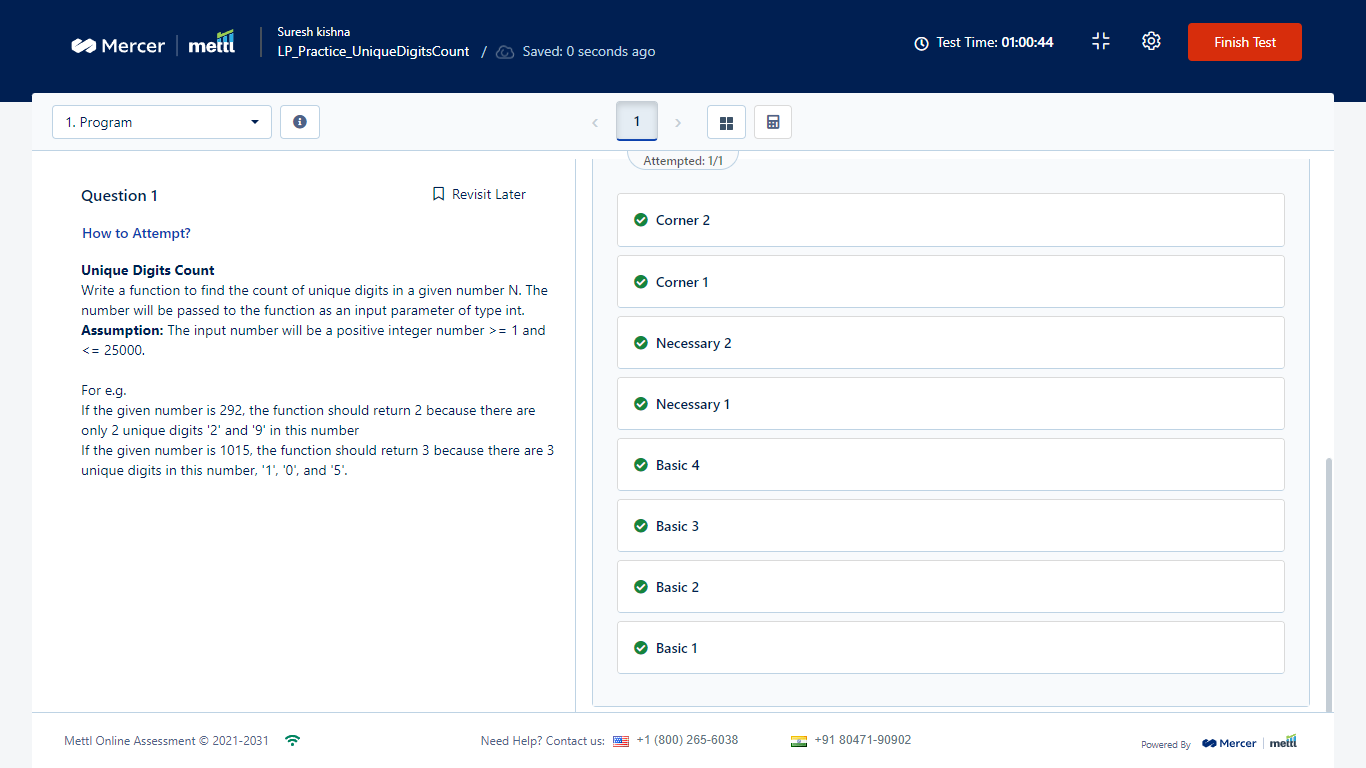 Mercer mettl
Suresh kishna
LP_Practice_UniqueDigitsCount / Saved: 0 seconds ago
Test Time: 01:00:44
Finish Test
1. Program
1
Attempted: 1/1
Question 1
Revisit Later
How to Attempt?
Unique Digits Count
Write a function to find the count of unique digits in a given number N. The
number will be passed to the function as an input parameter of type int.
Assumption: The input number will be a positive integer number >= 1 and
<= 25000.
For e.g.
If the given number is 292, the function should return 2 because there are
only 2 unique digits '2' and '9' in this number
If the given number is 1015, the function should return 3 because there are 3
unique digits in this number, '1', '0', and '5'.
Corner 2
Corner 1
Necessary 2
Necessary 1
Basic 4
Basic 3
Basic 2
Basic 1
Mettl Online Assessment © 2021-2031
Need Help? Contact us: +1 (800) 265-6038
+91 80471-90902
Powered By Mercer mettl